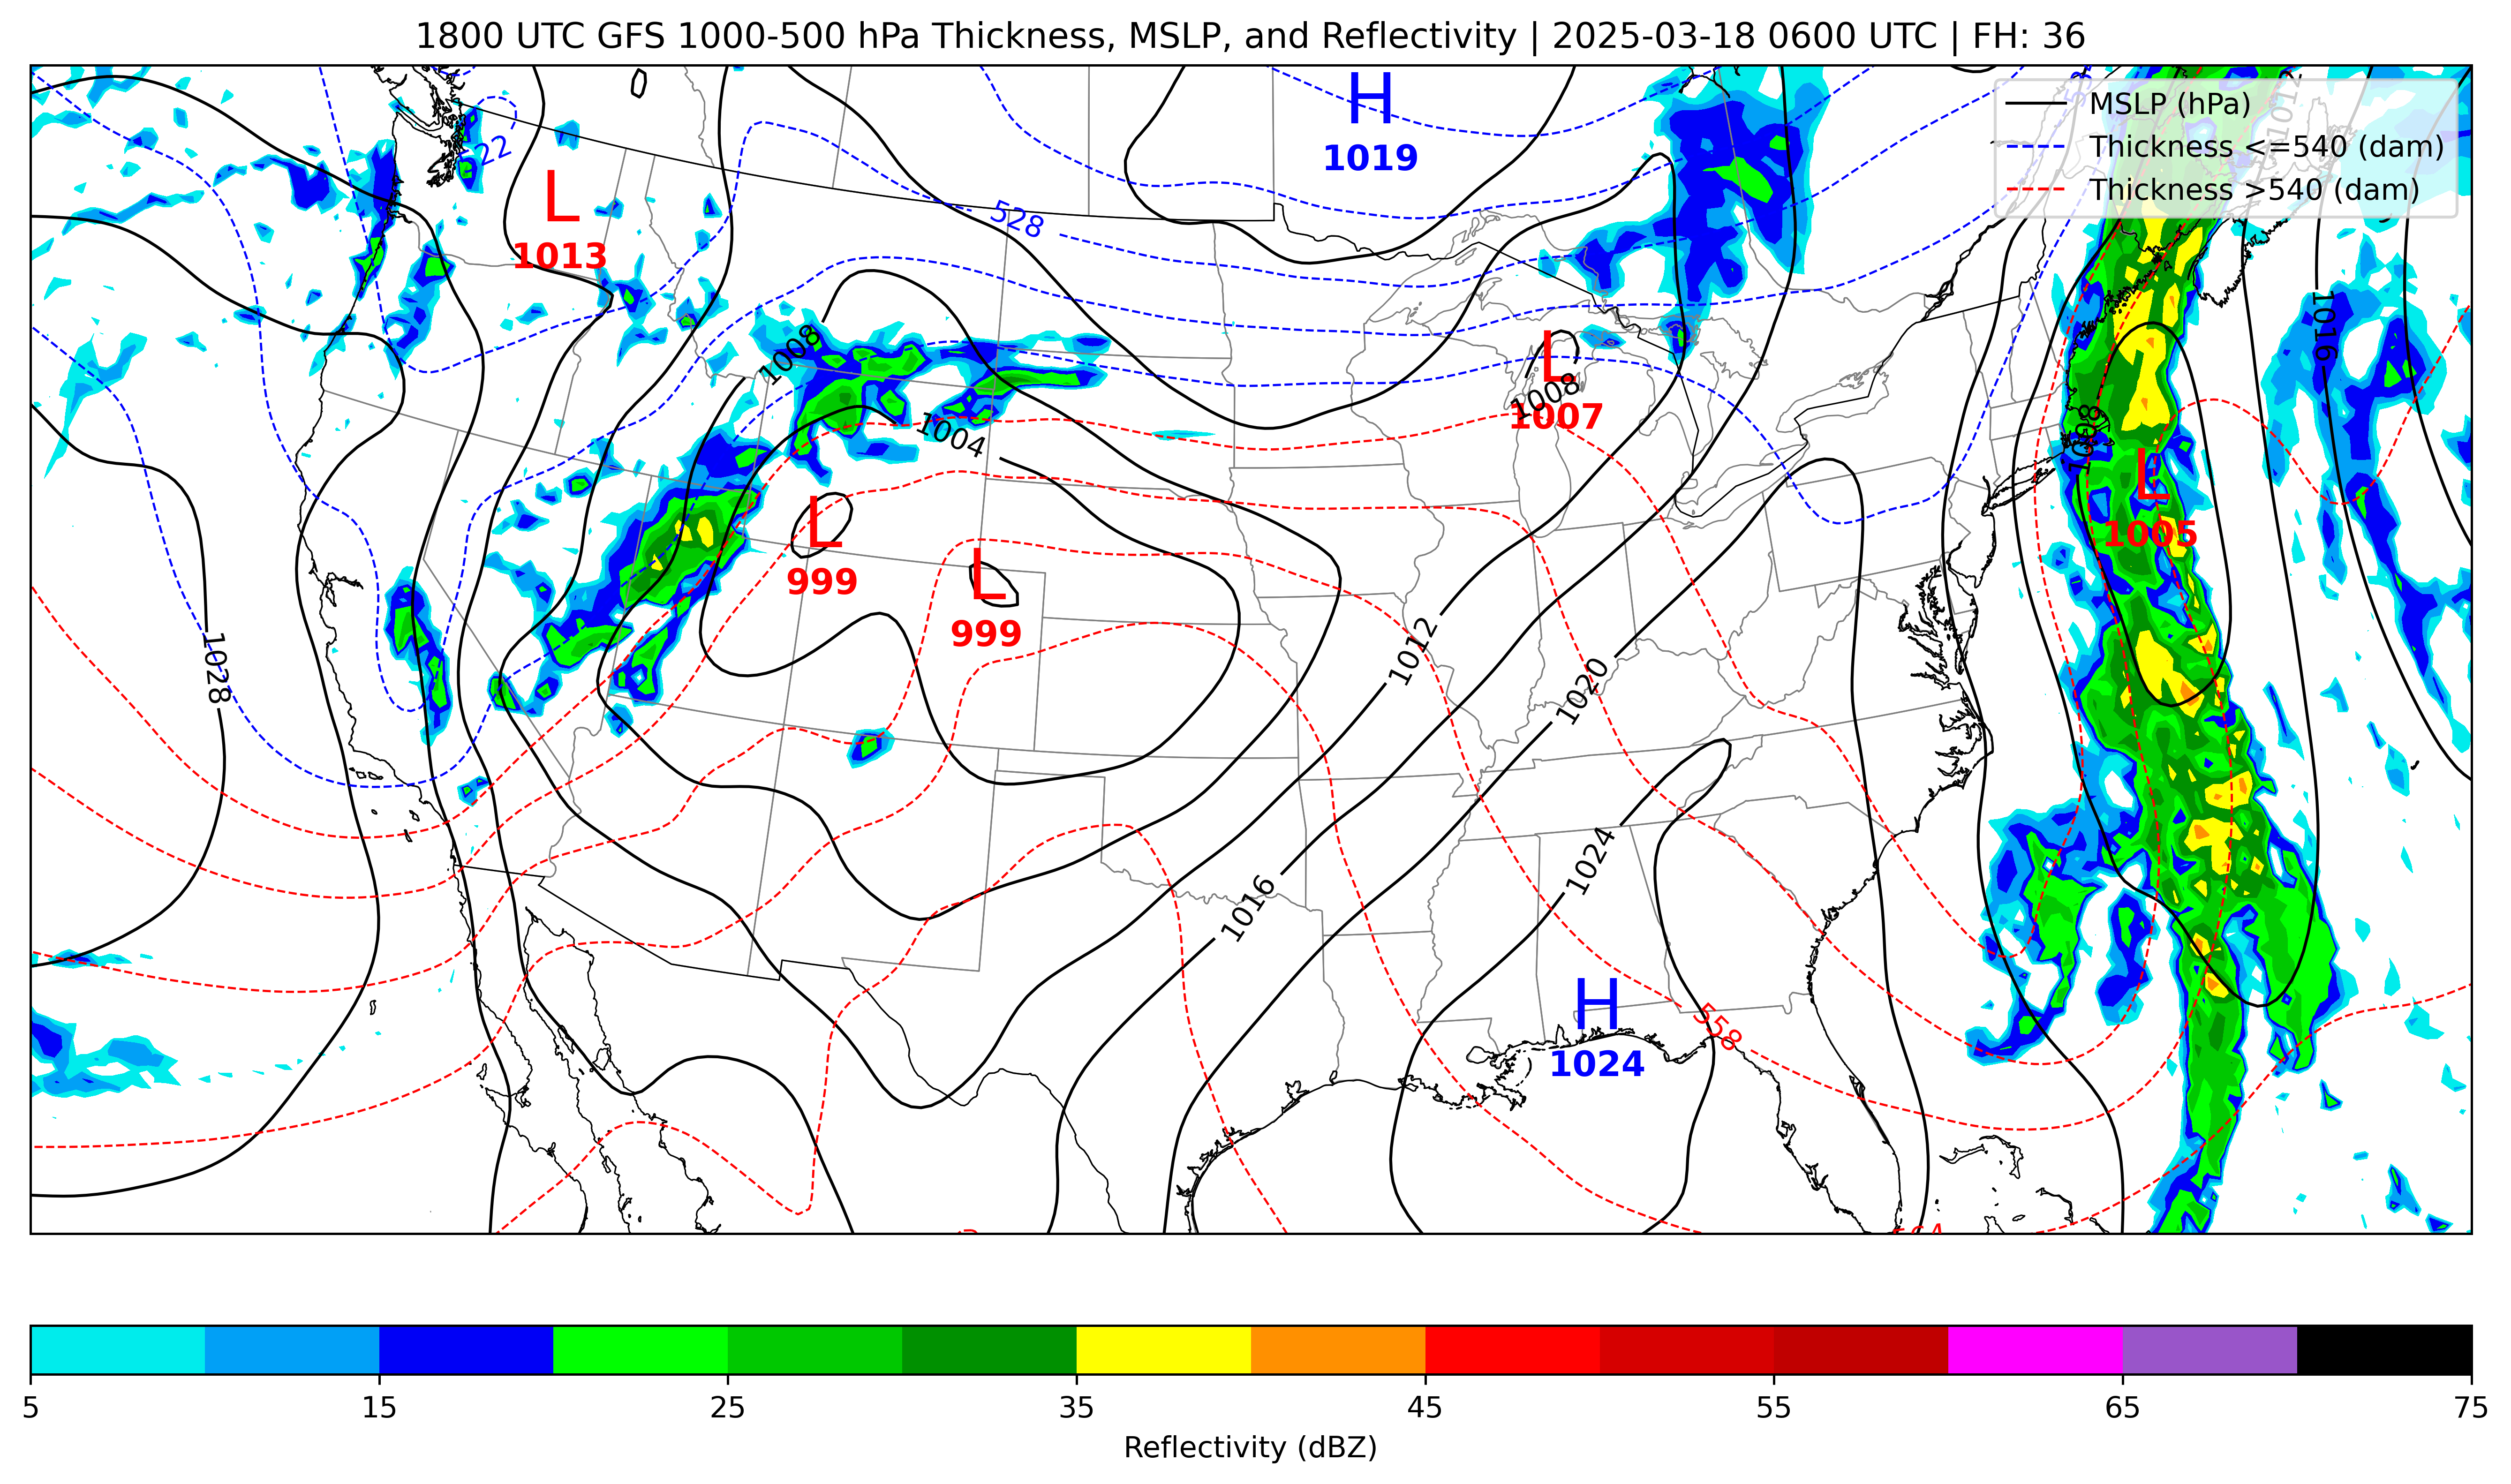 1800 UTC GFS 1000-500 hPa Thickness, MSLP, and Reflectivity | 2025-03-18 0600 UTC | FH: 36
MSLP (hPa)
Thickness <=540 (dam)
Thickness >540 (dam)
H
1019
522
L
1013
528
1016
1008
L
1008
1007
1004
1008
L
1005
L
999
L
999
1028
1012
1020
1024
1016
H
1024
558
5
15
25
35
45
55
65
75
Reflectivity (dBZ)